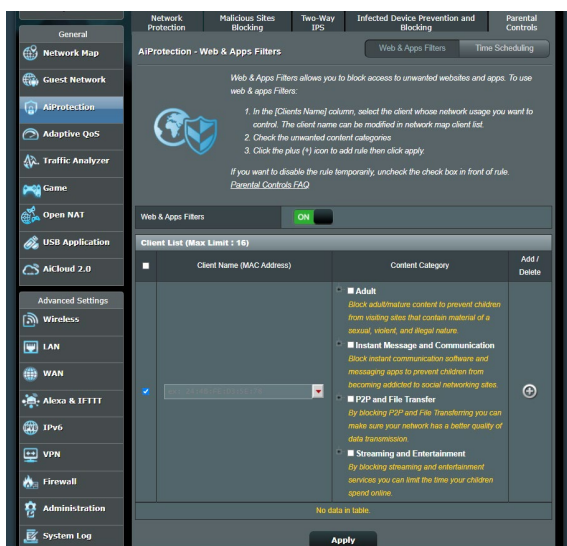 General
Network Map
Guest Network
AiProtection
Adaptive QoS
Traffic Analyzer
Game
Open NAT
USB Application
AiCloud 2.0
Advanced Settings
Wireless
LAN
WAN
Alexa & IFTTT
IPv6
VPN
Firewall
Administration
System Log
Network
Protection
Malicious Sites
Blocking
Two-Way
IPS
Infected Device Prevention and
Blocking
Parental
Controls
AiProtection - Web & Apps Filters
Web & Apps Filters
Time Scheduling
Web & Apps Filters allows you to block access to unwanted websites and apps. To use
web & apps Filters:
1. In the [Clients Name] column, select the client whose network usage you want to
control. The client name can be modified in network map client list.
2. Check the unwanted content categories
3. Click the plus (+) icon to add rule then click apply.
If you want to disable the rule temporarily, uncheck the check box in front of rule.
Parental Controls FAQ
Web & Apps Filters
ON
Client List (Max Limit : 16)
Client Name (MAC Address)
Content Category
Add /
Delete
Adult
Block adult/mature content to prevent children
from visiting sites that contain material of a
sexual, violent, and illegal nature.
Instant Message and Communication
Block instant communication software and
messaging apps to prevent children from
becoming addicted to social networking sites.
P2P and File Transfer
By blocking P2P and File Transferring you can
make sure your network has a better quality of
data transmission.
Streaming and Entertainment
By blocking streaming and entertainment
services you can limit the time your children
spend online.
No data in table.
Apply